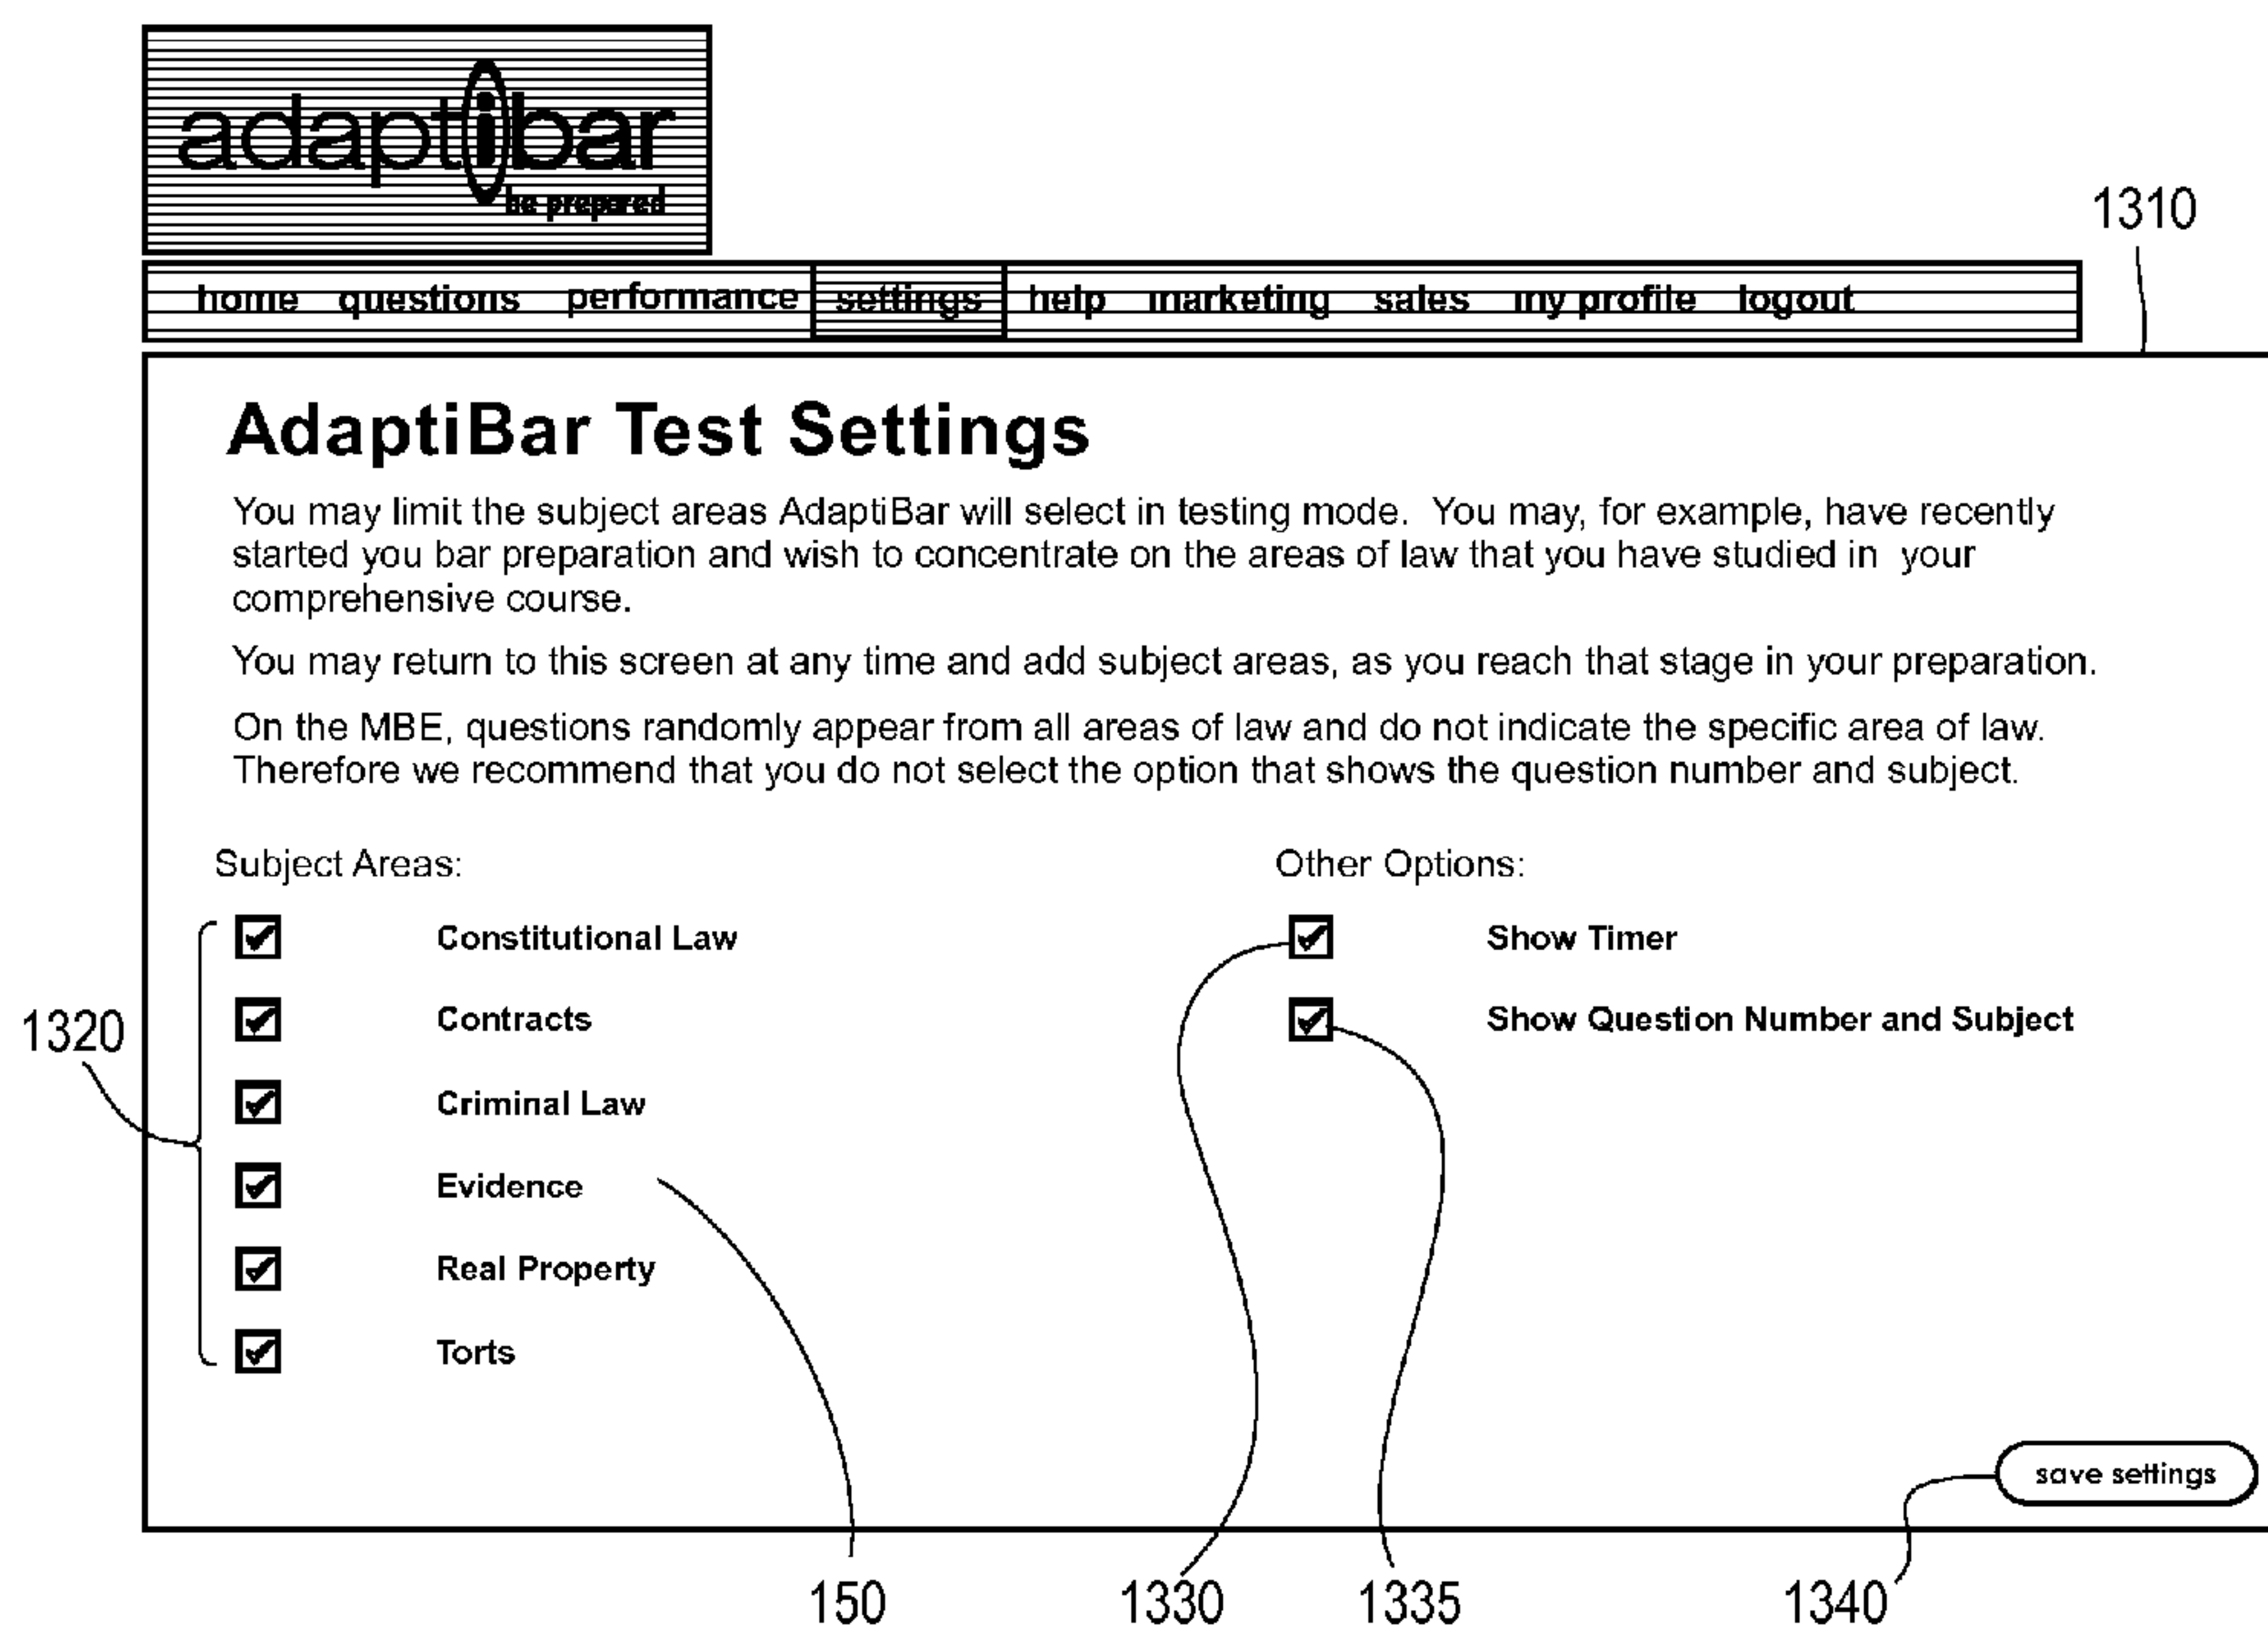 adaptibar
be prepared
1310
home questions performance settings help marketing sales my profile logout
AdaptiBar Test Settings
You may limit the subject areas AdaptiBar will select in testing mode. You may, for example, have recently
started you bar preparation and wish to concentrate on the areas of law that you have studied in your
comprehensive course.
You may return to this screen at any time and add subject areas, as you reach that stage in your preparation.
On the MBE, questions randomly appear from all areas of law and do not indicate the specific area of law.
Therefore we recommend that you do not select the option that shows the question number and subject.
Subject Areas:
Other Options:
Constitutional Law
Show Timer
Contracts
Show Question Number and Subject
1320
Criminal Law
Evidence
Real Property
Torts
save settings
150
1330
1335
1340